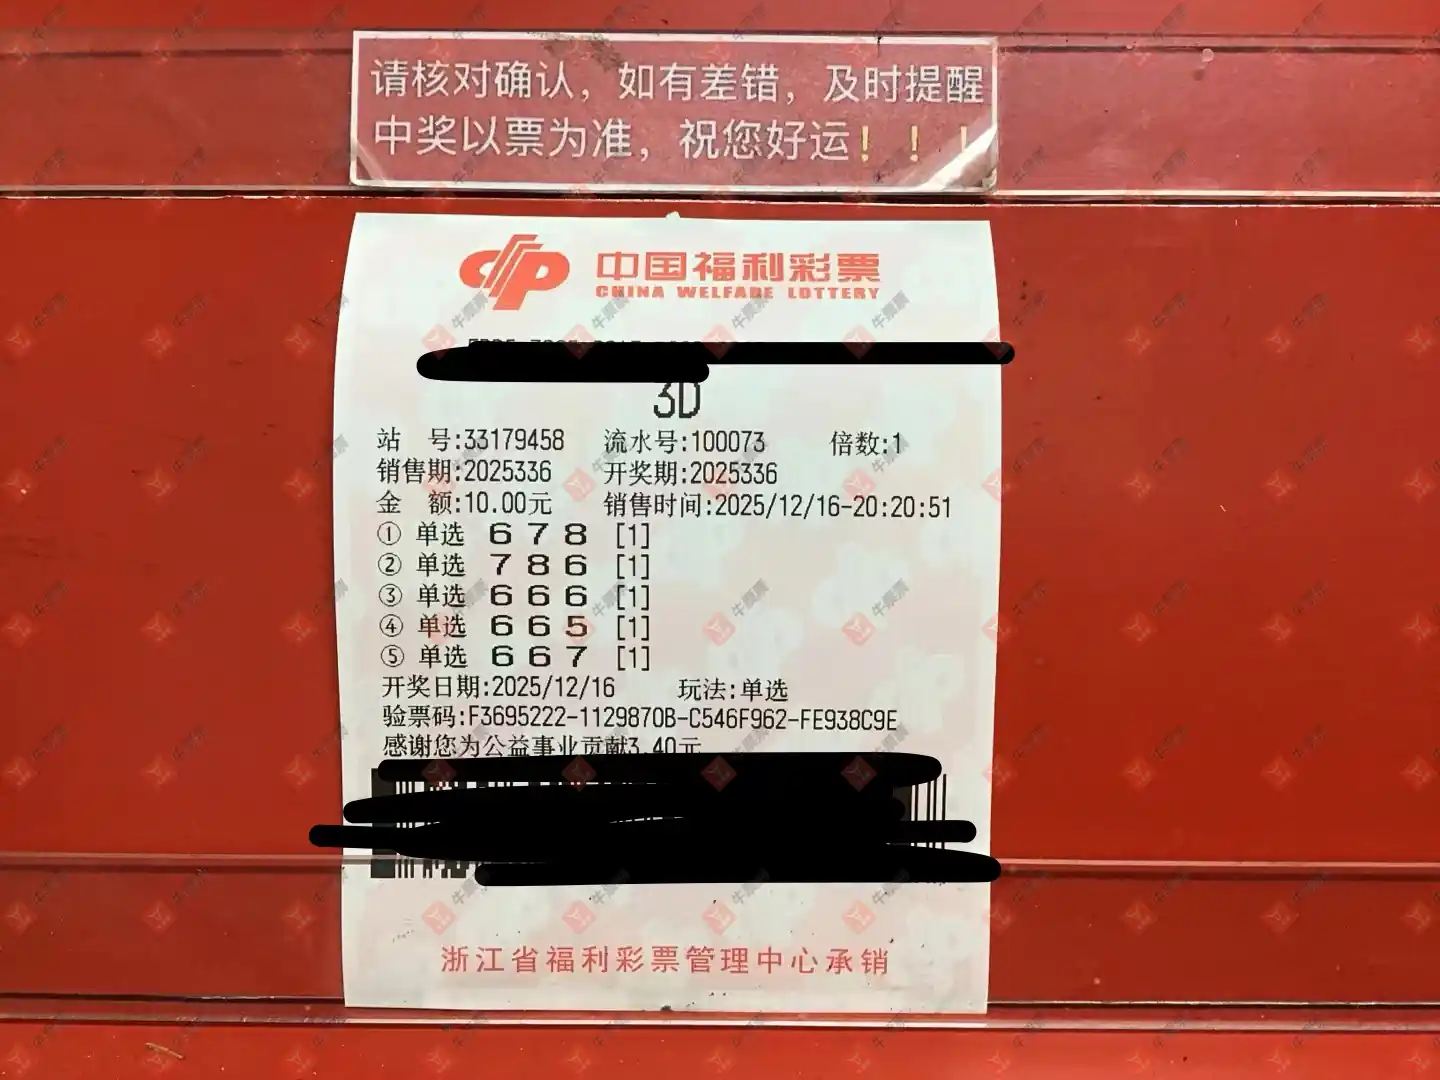 请核对确认，如有差错，及时提醒
中奖以票为准，祝您好运！！！
中国福利彩票
CHINA WELFARE LOTTERY
3D
站 号:33179458 流水号:100073 倍数:1
销售期:2025336 开奖期:2025336
金 额:10.00元 销售时间:2025/12/16-20:20:51
① 单选 6 7 8 [1]
② 单选 7 8 6 [1]
③ 单选 6 6 6 [1]
④ 单选 6 6 5 [1]
⑤ 单选 6 6 7 [1]
开奖日期:2025/12/16 玩法:单选
验票码:F3695222-1129870B-C546F962-FE938C9E
感谢您为公益事业贡献3.40元
浙江省福利彩票管理中心承销
牛票票